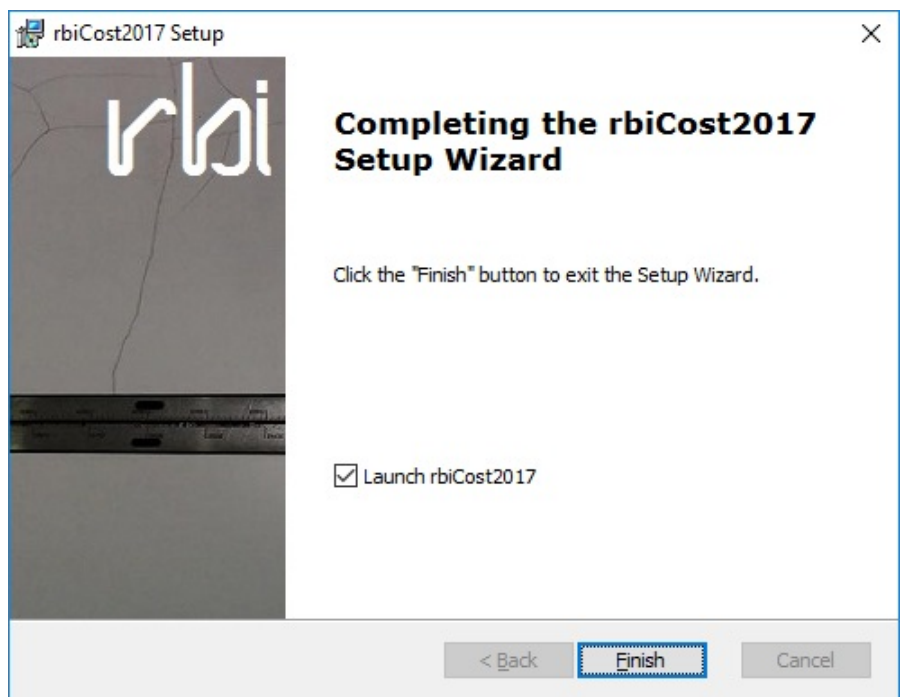 rbiCost2017 Setup
rbi
Completing the rbiCost2017
Setup Wizard
Click the "Finish" button to exit the Setup Wizard.
Launch rbiCost2017
< Back
Finish
Cancel